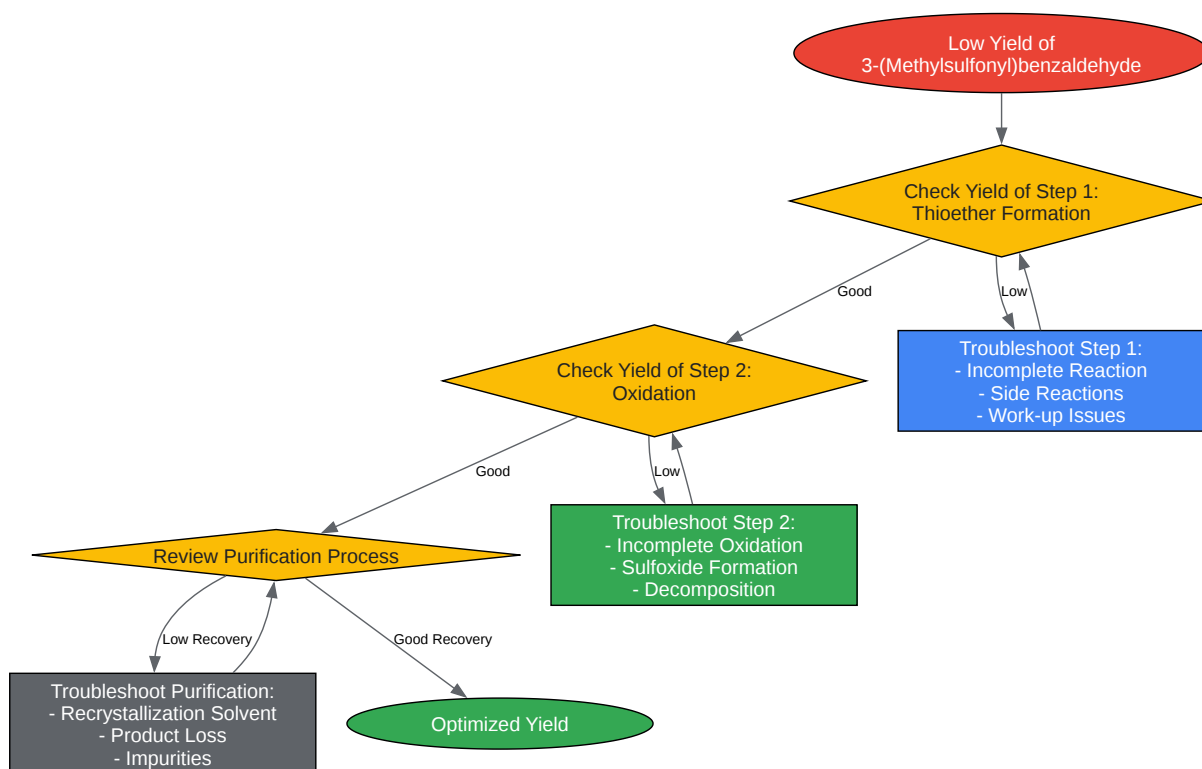 Low Yield of
3-(Methylsulfonyl)benzaldehyde
Check Yield of Step 1:
Thioether Formation
Good
Low
Troubleshoot Step 1:
- Incomplete Reaction
- Side Reactions
- Work-up Issues
Check Yield of Step 2:
Oxidation
Good
Low
Troubleshoot Step 2:
- Incomplete Oxidation
- Sulfoxide Formation
- Decomposition
Review Purification Process
Low Recovery
Good Recovery
Troubleshoot Purification:
- Recrystallization Solvent
- Product Loss
- Impurities
Optimized Yield